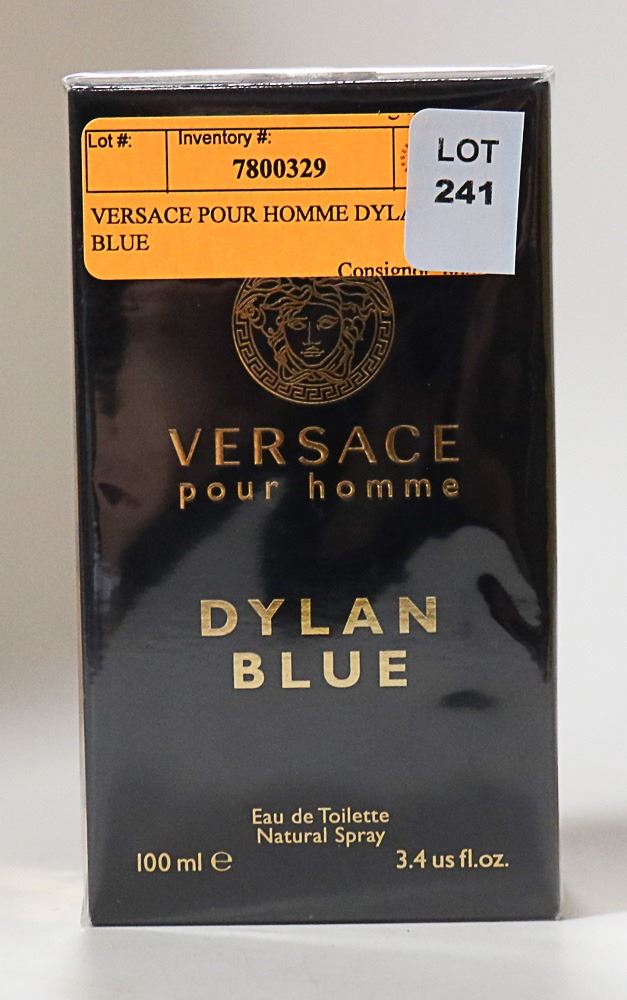 Lot #:
Inventory #:
7800329
LOT
241
VERSACE POUR HOMME
BLUE
VERSACE
pour homme
DYLAN
BLUE
Eau de Toilette
Natural Spray
100 ml ℮
3.4 us fl.oz.